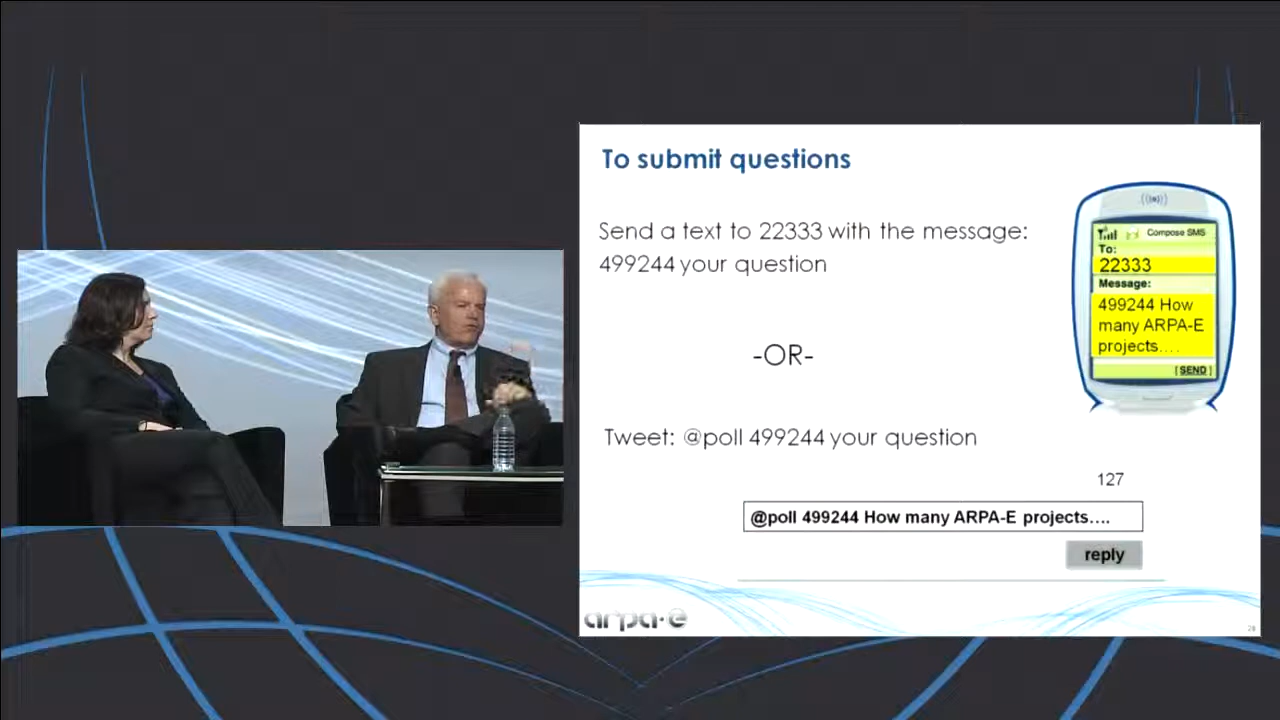 To submit questions
Send a text to 22333 with the message:
499244 your question
-OR-
Tweet: @poll 499244 your question
127
@poll 499244 How many ARPA-E projects....
reply
Compose SMS
To:
22333
Message:
499244 How
many ARPA-E
projects....
[ SEND ]
arpa·e